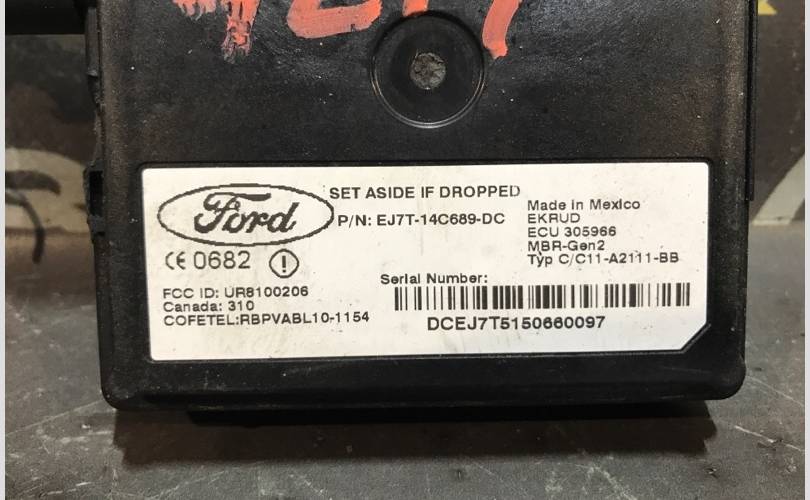 SET ASIDE IF DROPPED
Ford
P/N: EJ7T-14C689-DC
Made in Mexico
EKRUD
ECU 305966
MBR-Gen2
Typ C/C11-A2111-BB
CE 0682
FCC ID: UR8100206
Canada: 310
COFETEL:RBPVABL10-1154
Serial Number:
DCEJ7T5150660097